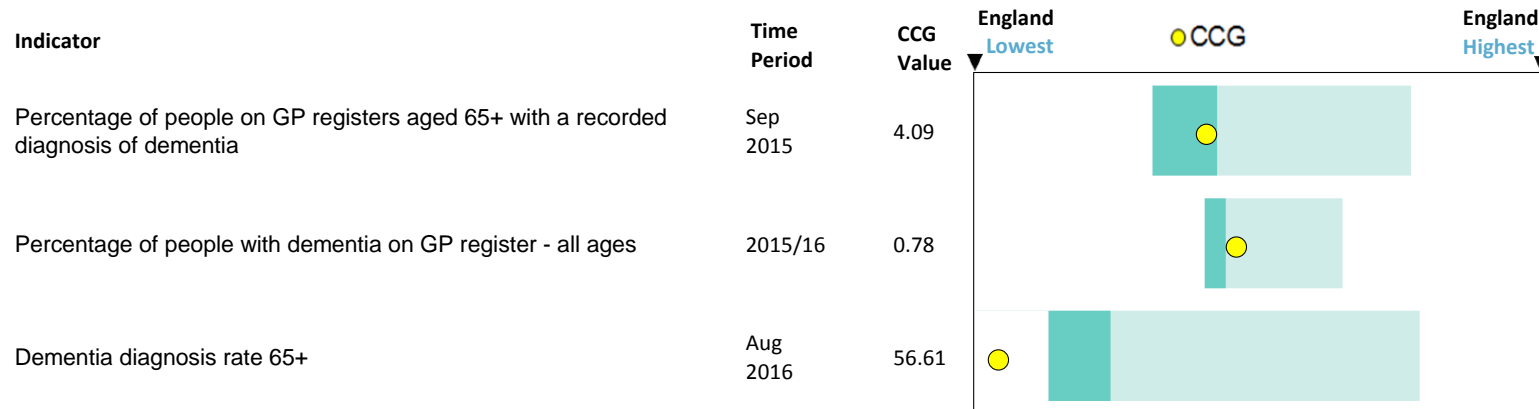 Indicator
Time
Period
CCG
Value
England
Lowest
CCG
England
Highest
Percentage of people on GP registers aged 65+ with a recorded
diagnosis of dementia
Sep
2015
4.09
Percentage of people with dementia on GP register - all ages
2015/16
0.78
Dementia diagnosis rate 65+
Aug
2016
56.61